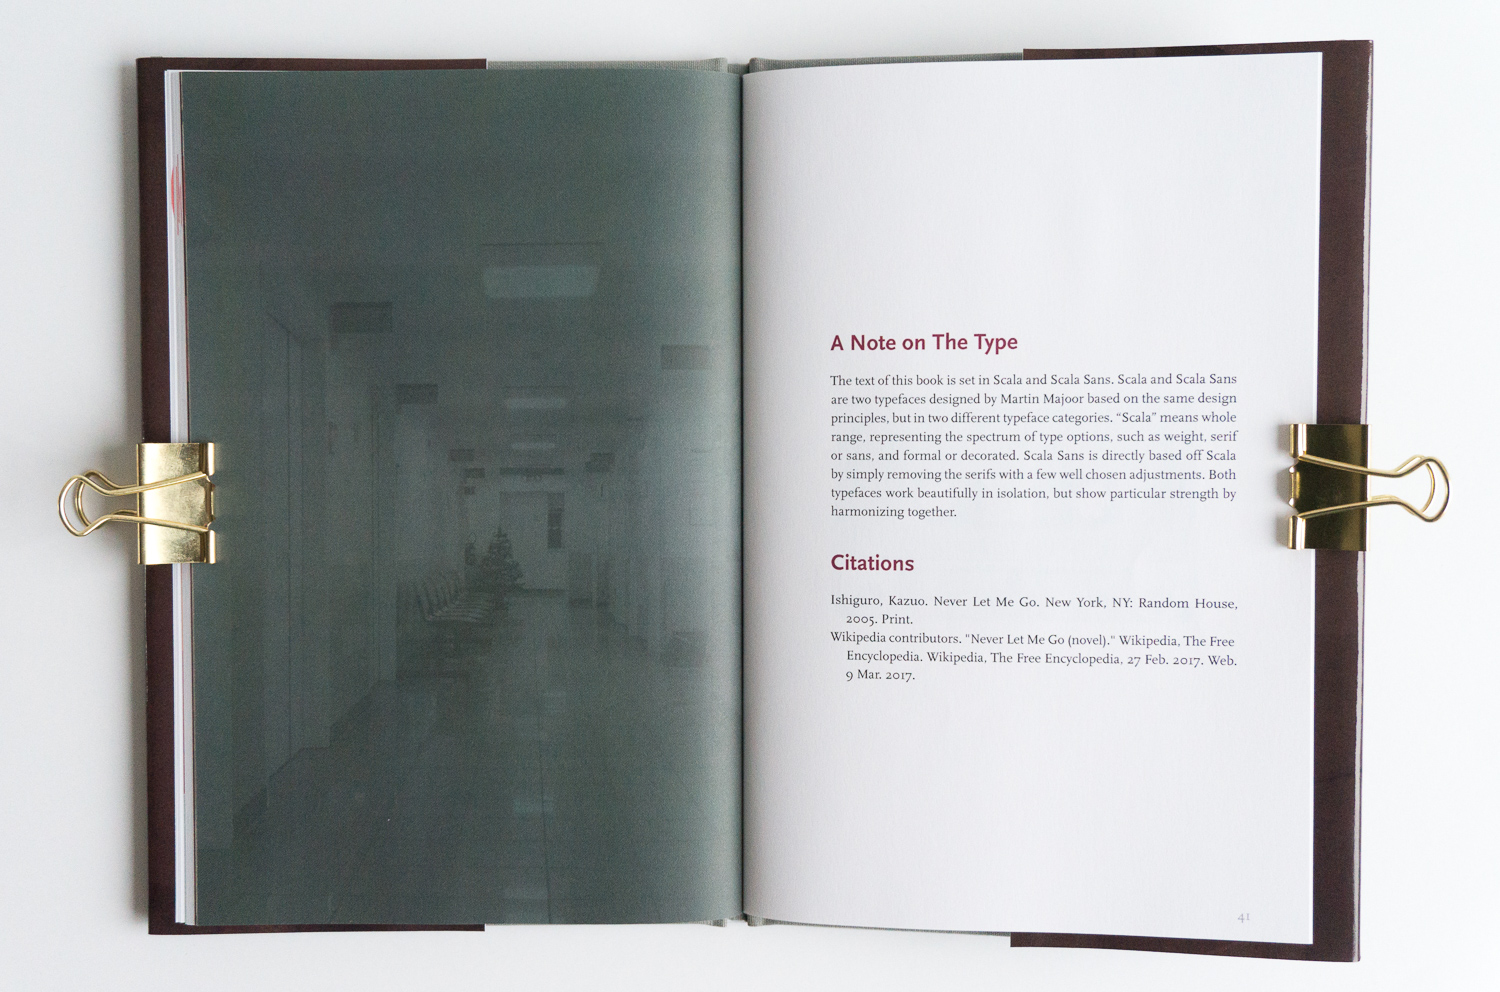 A Note on The Type
The text of this book is set in Scala and Scala Sans. Scala and Scala Sans
are two typefaces designed by Martin Majoor based on the same design
principles, but in two different typeface categories. “Scala” means whole
range, representing the spectrum of type options, such as weight, serif
or sans, and formal or decorated. Scala Sans is directly based off Scala
by simply removing the serifs with a few well chosen adjustments. Both
typefaces work beautifully in isolation, but show particular strength by
harmonizing together.
Citations
Ishiguro, Kazuo. Never Let Me Go. New York, NY: Random House,
2005. Print.
Wikipedia contributors. "Never Let Me Go (novel)." Wikipedia, The Free
Encyclopedia. Wikipedia, The Free Encyclopedia, 27 Feb. 2017. Web.
9 Mar. 2017.
41